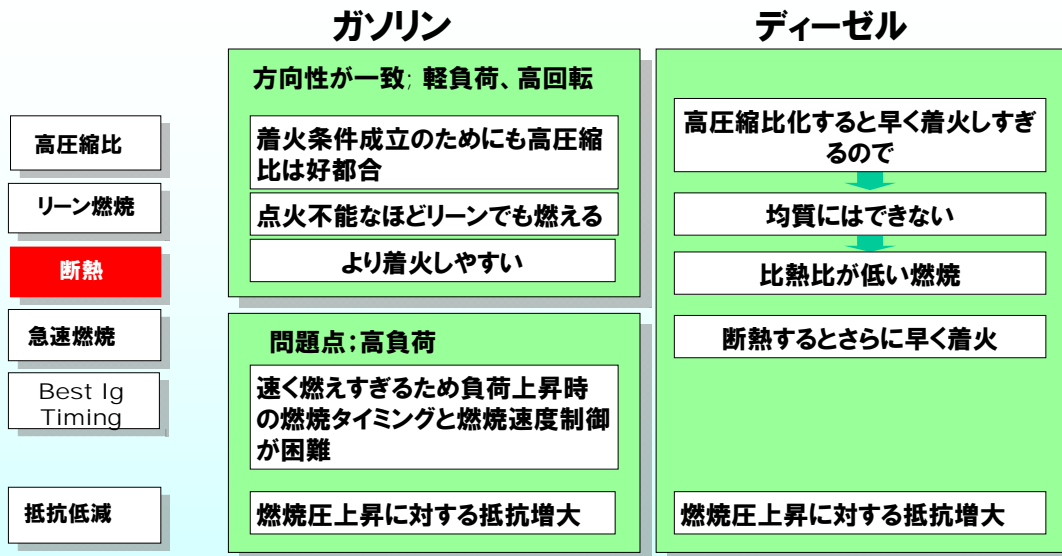 ガソリン
ディーゼル
高圧縮比
リーン燃焼
断熱
急速燃焼
Best Ig
Timing
抵抗低減
方向性が一致; 軽負荷、高回転
着火条件成立のためにも高圧縮
比は好都合
点火不能なほどリーンでも燃える
より着火しやすい
問題点;高負荷
速く燃えすぎるため負荷上昇時
の燃焼タイミングと燃焼速度制御
が困難
燃焼圧上昇に対する抵抗増大
高圧縮比化すると早く着火しすぎ
るので
均質にはできない
比熱比が低い燃焼
断熱するとさらに早く着火
燃焼圧上昇に対する抵抗増大